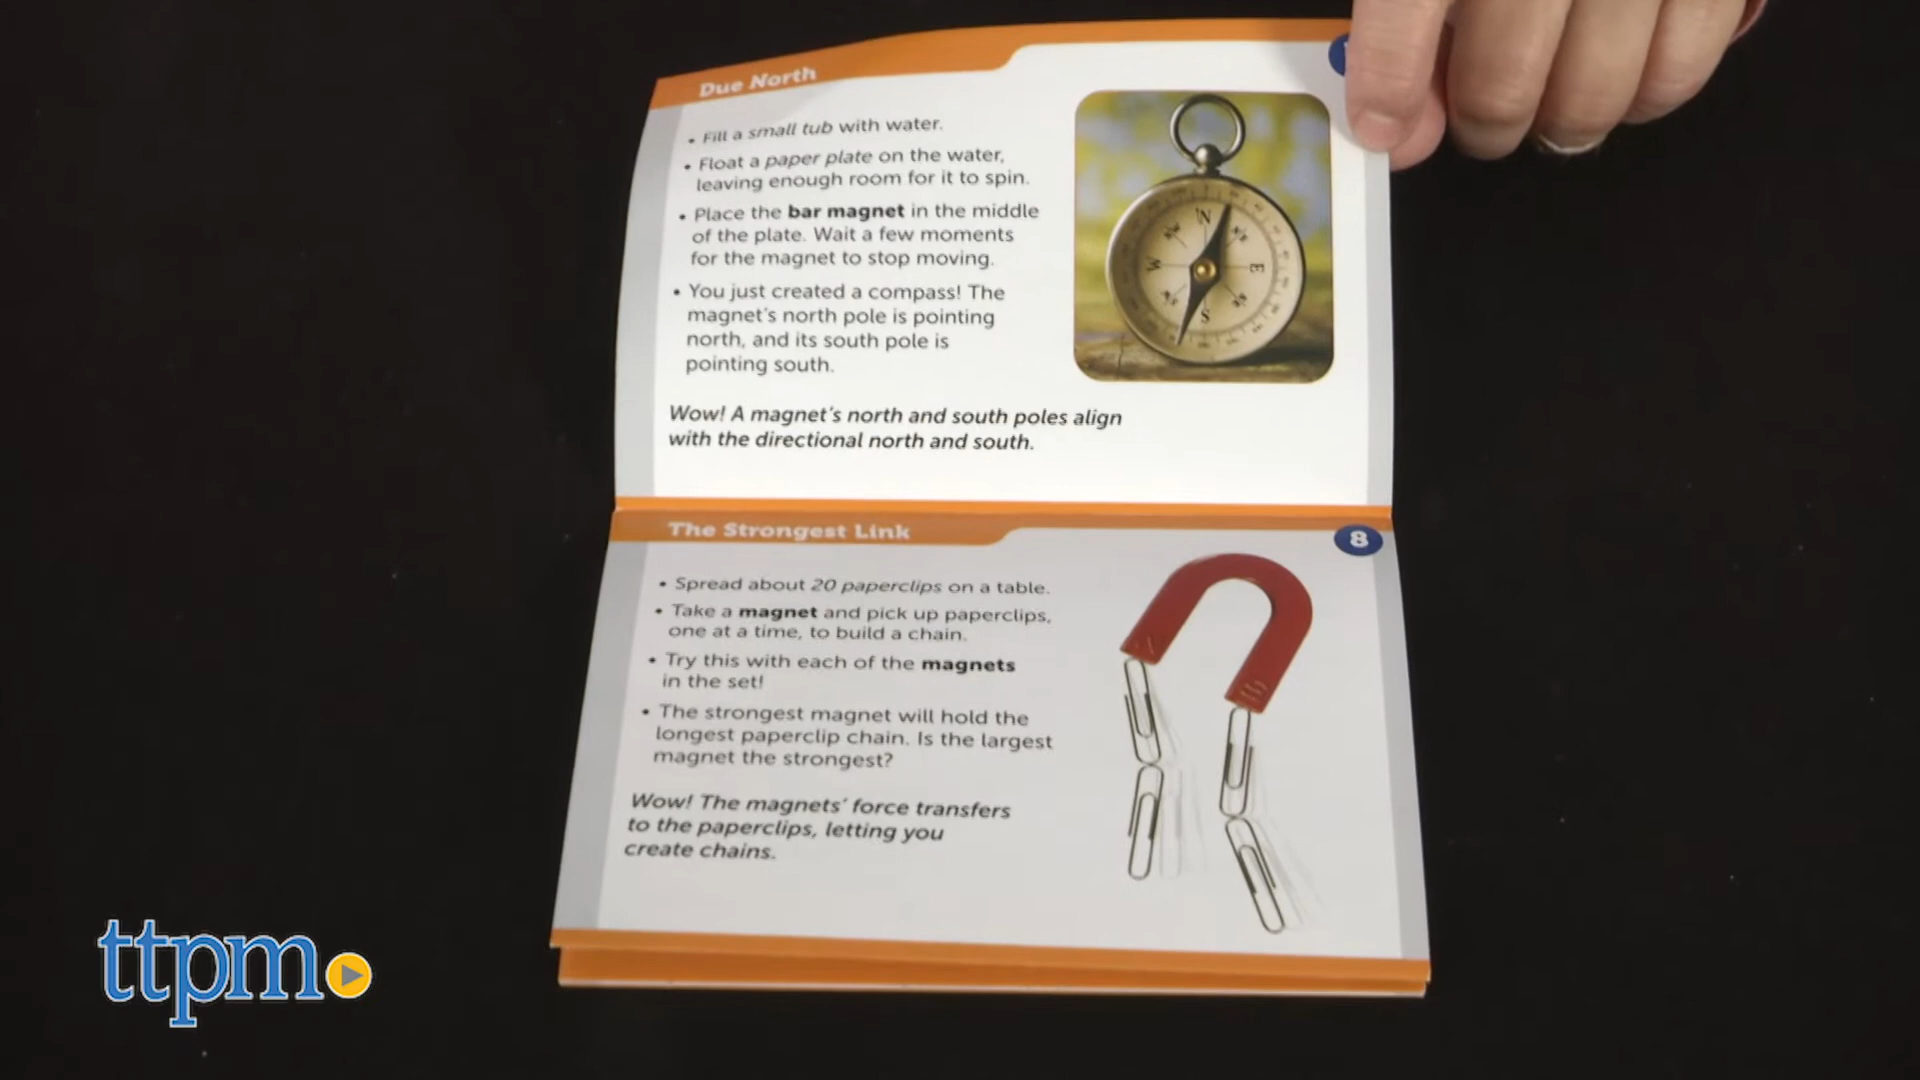 Due North
• Fill a small tub with water.
• Float a paper plate on the water,
leaving enough room for it to spin.
• Place the bar magnet in the middle
of the plate. Wait a few moments
for the magnet to stop moving.
• You just created a compass! The
magnet's north pole is pointing
north, and its south pole is
pointing south.
Wow! A magnet's north and south poles align
with the directional north and south.
N
W
E
S
The Strongest Link
8
• Spread about 20 paperclips on a table.
• Take a magnet and pick up paperclips,
one at a time, to build a chain.
• Try this with each of the magnets
in the set!
• The strongest magnet will hold the
longest paperclip chain. Is the largest
magnet the strongest?
Wow! The magnets' force transfers
to the paperclips, letting you
create chains.
ttpm